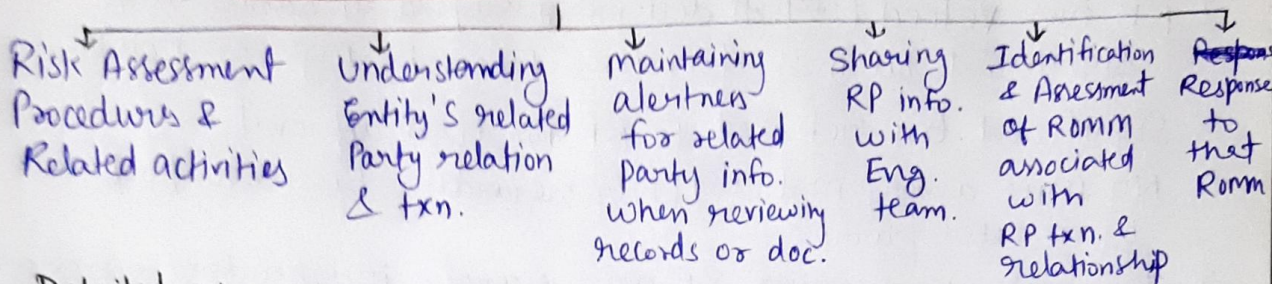 Risk Assessment
Procedures &
Related activities
Understanding
Entity's related
Party relation
& txn.
Maintaining
alertness
for related
party info.
when reviewing
records or doc.
Sharing
RP info.
with
Eng.
team.
Identification
& Assessment
of ROMM
associated
with
RP txn. &
relationship
Response
to
that
Romm